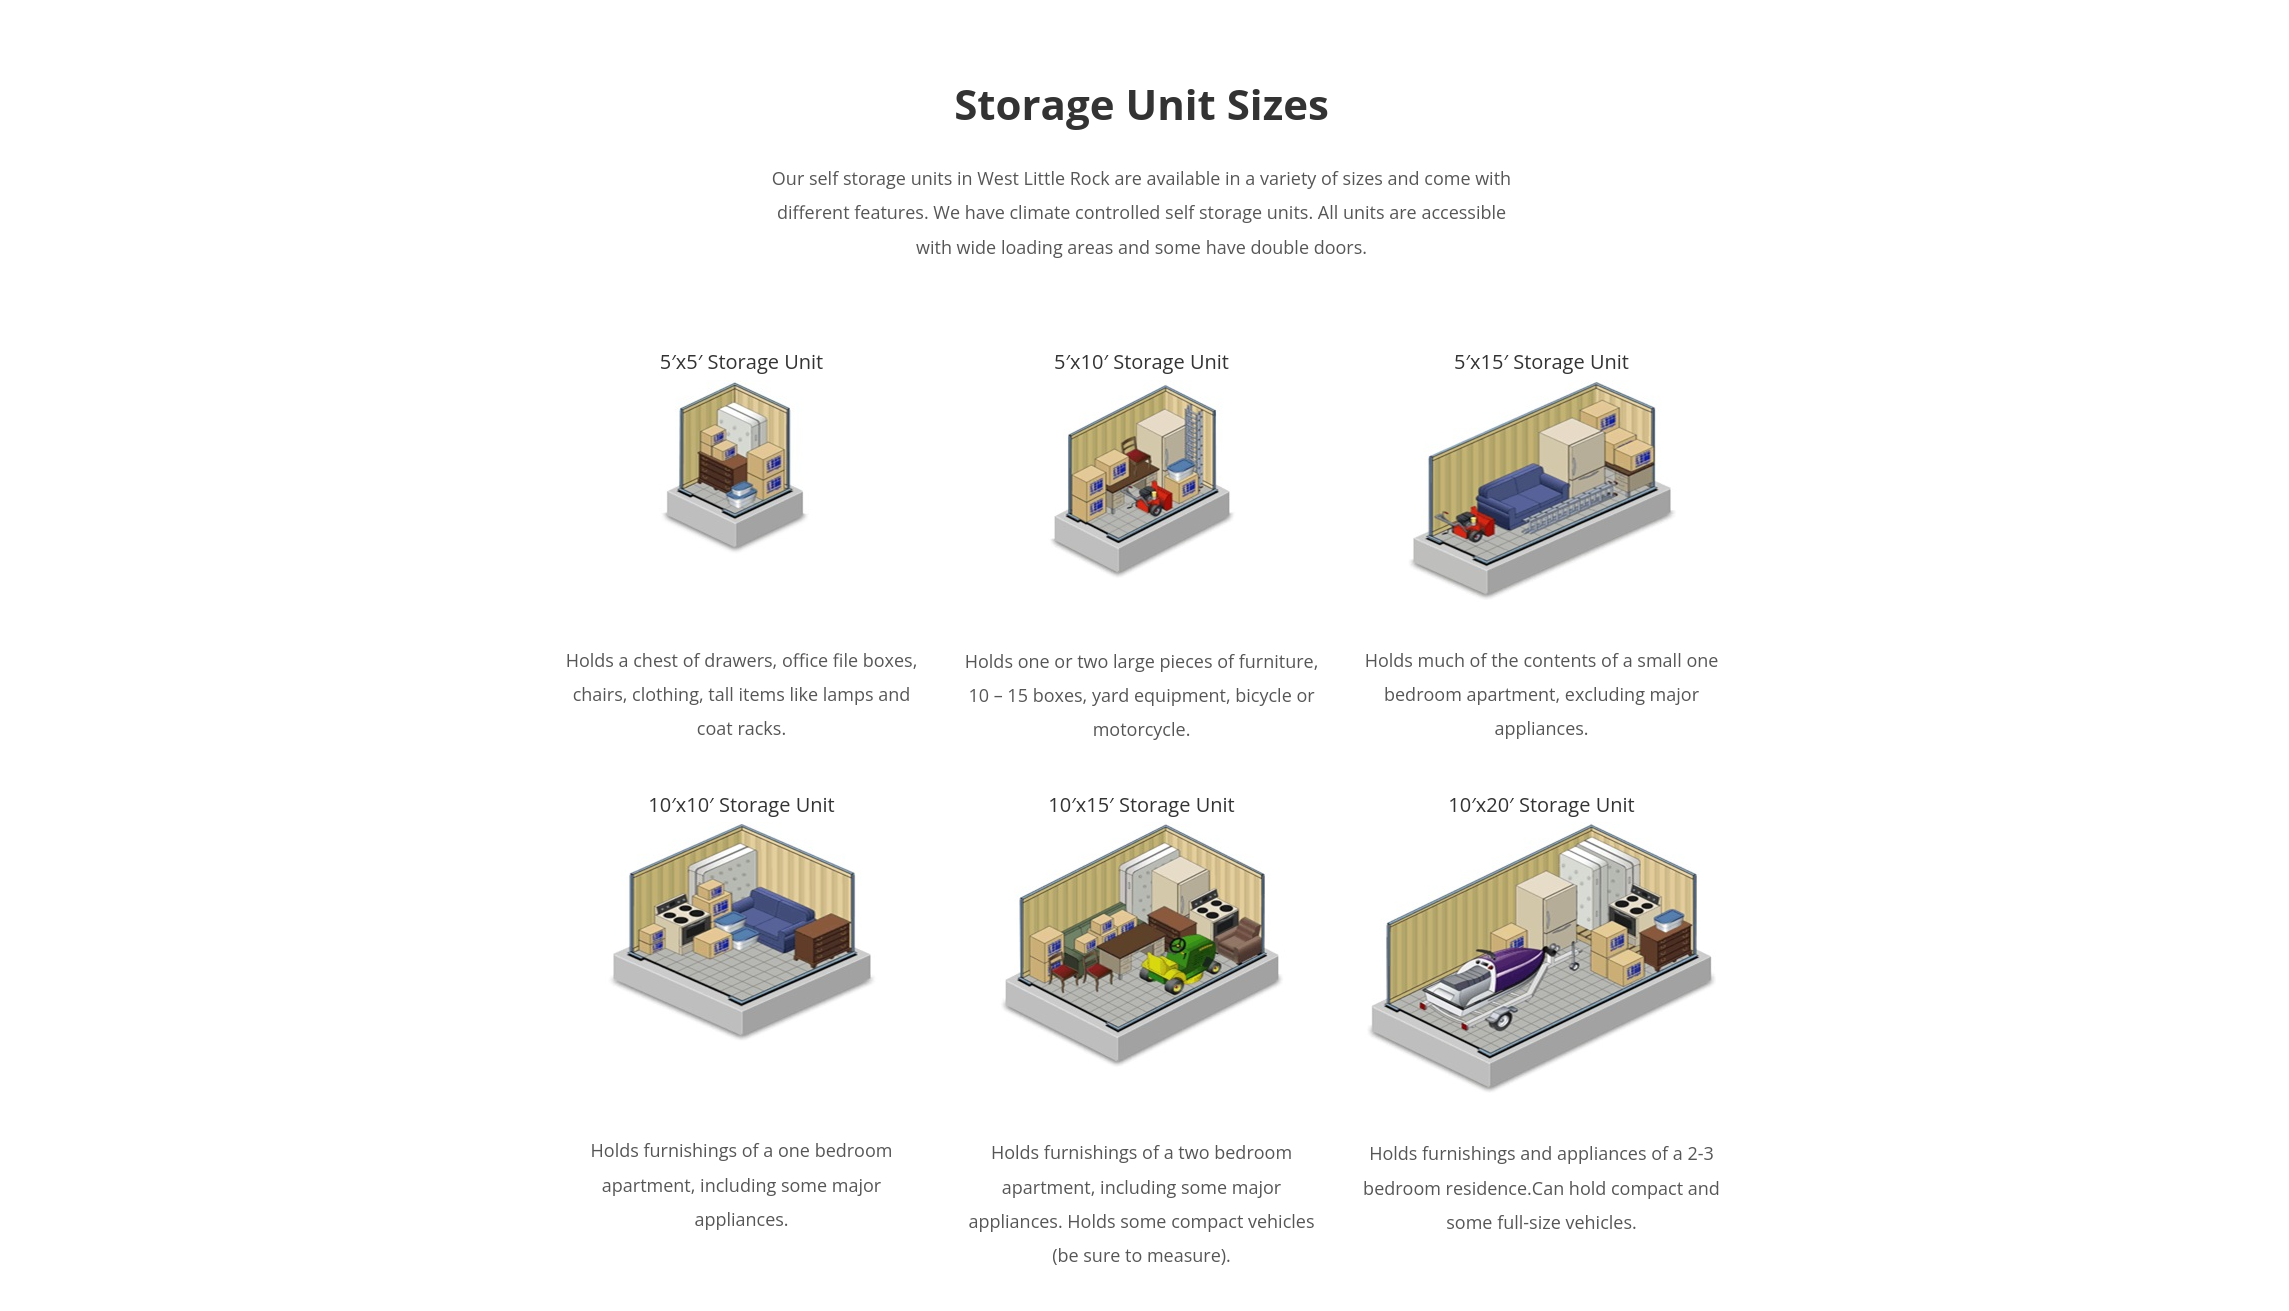 Storage Unit Sizes
Our self storage units in West Little Rock are available in a variety of sizes and come with
different features. We have climate controlled self storage units. All units are accessible
with wide loading areas and some have double doors.
5′x5′ Storage Unit
Holds a chest of drawers, office file boxes,
chairs, clothing, tall items like lamps and
coat racks.
5′x10′ Storage Unit
Holds one or two large pieces of furniture,
10 – 15 boxes, yard equipment, bicycle or
motorcycle.
5′x15′ Storage Unit
Holds much of the contents of a small one
bedroom apartment, excluding major
appliances.
10′x10′ Storage Unit
Holds furnishings of a one bedroom
apartment, including some major
appliances.
10′x15′ Storage Unit
Holds furnishings of a two bedroom
apartment, including some major
appliances. Holds some compact vehicles
(be sure to measure).
10′x20′ Storage Unit
Holds furnishings and appliances of a 2-3
bedroom residence.Can hold compact and
some full-size vehicles.